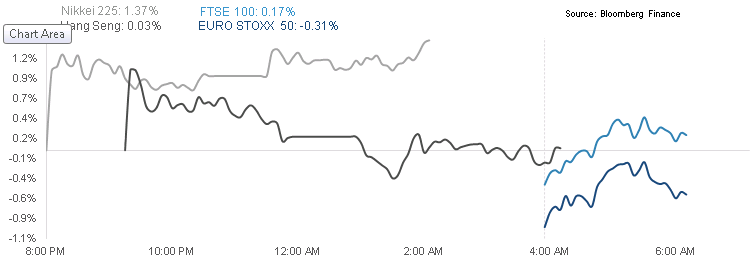 Nikkei 225: 1.37% FTSE 100: 0.17% Source: Bloomberg Finance
Hang Seng: 0.03% EURO STOXX 50: -0.31%
Chart Area
1.2%
0.9%
0.7%
0.4%
0.2%
-0.1%
-0.4%
-0.6%
-0.9%
-1.1%
8:00 PM 10:00 PM 12:00 AM 2:00 AM 4:00 AM 6:00 AM